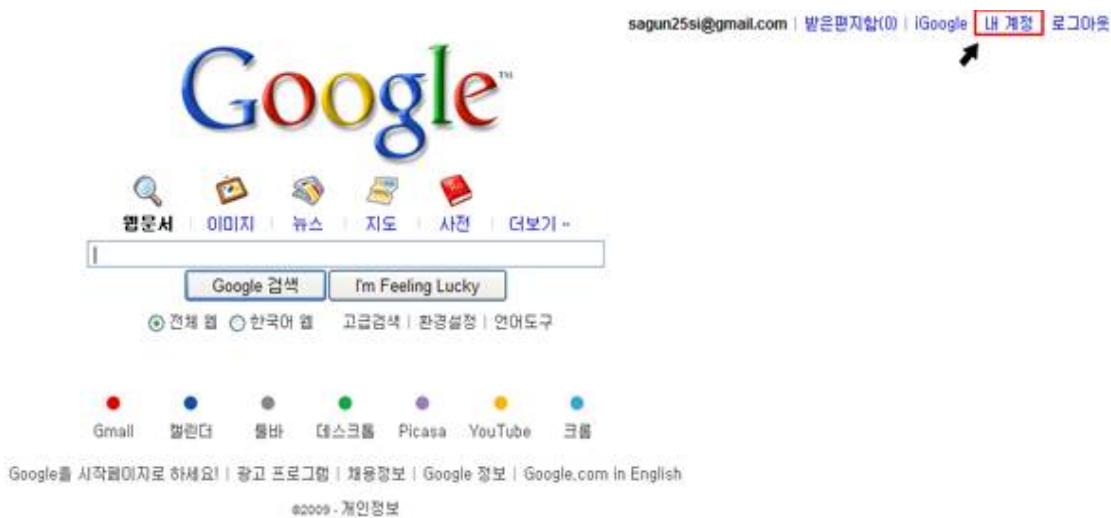 sagun25si@gmail.com | 받은편지함(0) | iGoogle 내 계정 로그아웃
Google™
웹문서 | 이미지 | 뉴스 | 지도 | 사전 | 더보기
Google 검색 I'm Feeling Lucky
전체 웹 한국어 웹 고급검색 | 환경설정 | 언어도구
Gmail 캘린더 툴바 데스크톱 Picasa YouTube 크롬
Google을 시작페이지로 하세요! | 광고 프로그램 | 채용정보 | Google 정보 | Google.com in English
©2009 - 개인정보